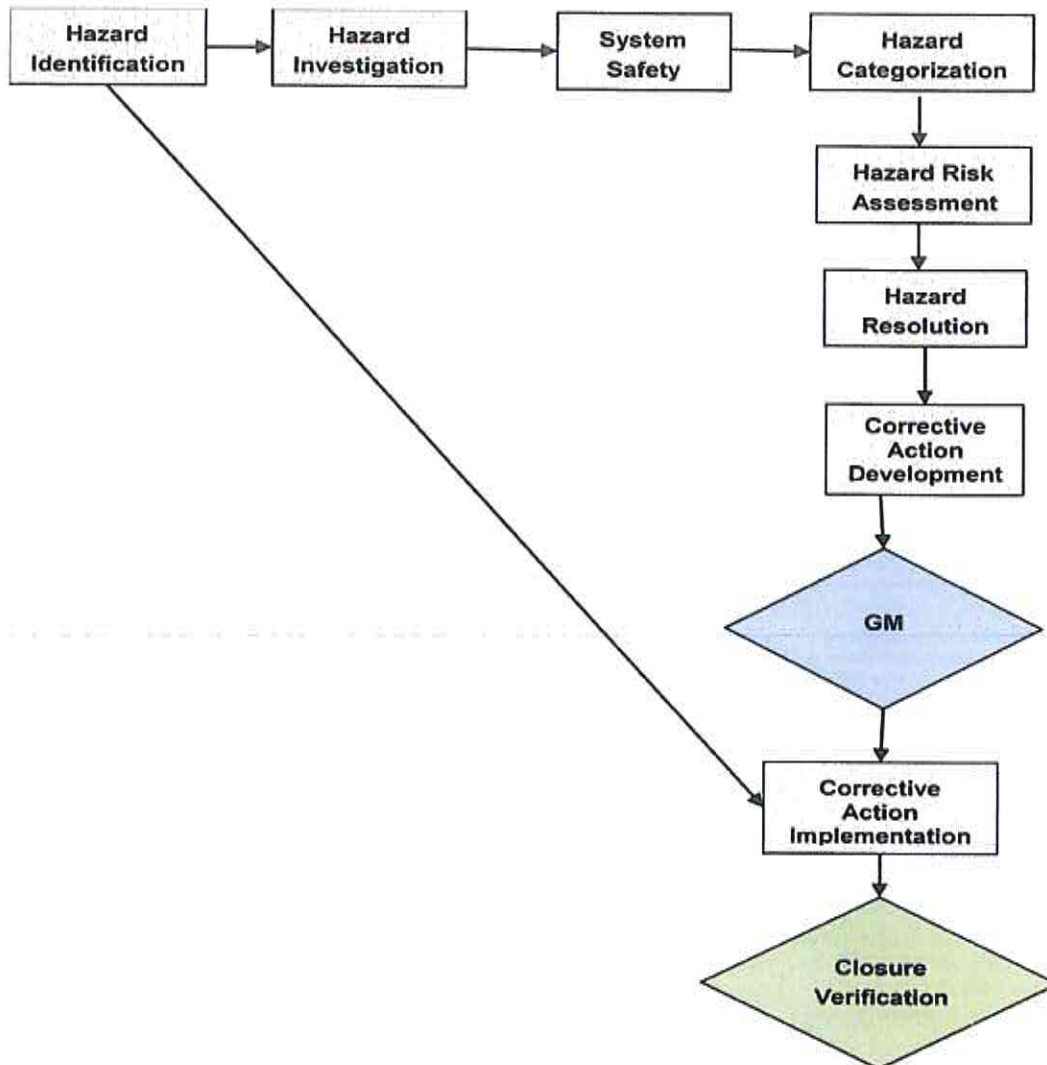 Hazard
Identification
Hazard
Investigation
System
Safety
Hazard
Categorization
Hazard Risk
Assessment
Hazard
Resolution
Corrective
Action
Development
GM
Corrective
Action
Implementation
Closure
Verification